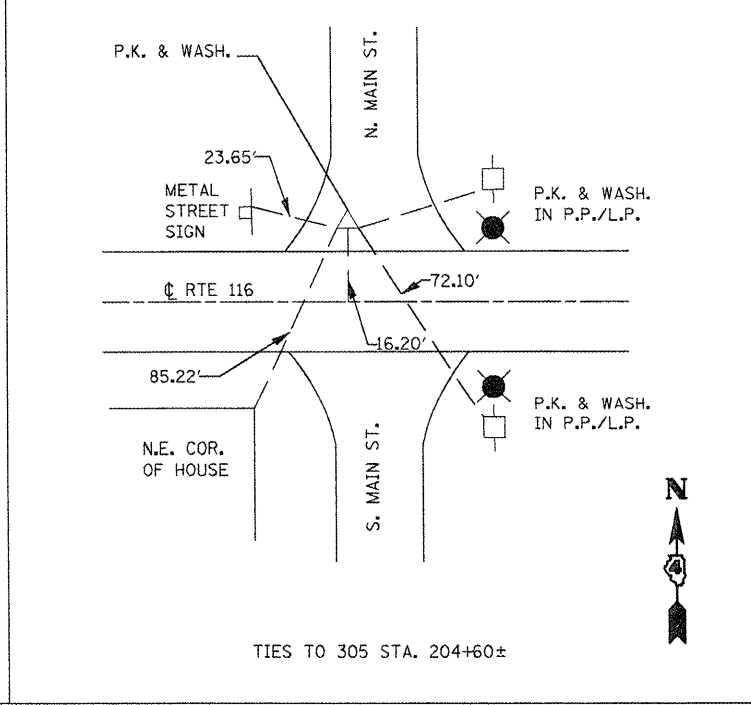 P.K. & WASH.
N. MAIN ST.
23.65'
METAL
STREET
SIGN
P.K. & WASH.
IN P.P./L.P.
℄ RTE 116
72.10'
16.20'
85.22'
P.K. & WASH.
IN P.P./L.P.
N.E. COR.
OF HOUSE
S. MAIN ST.
N
4
TIES TO 305 STA. 204+60±